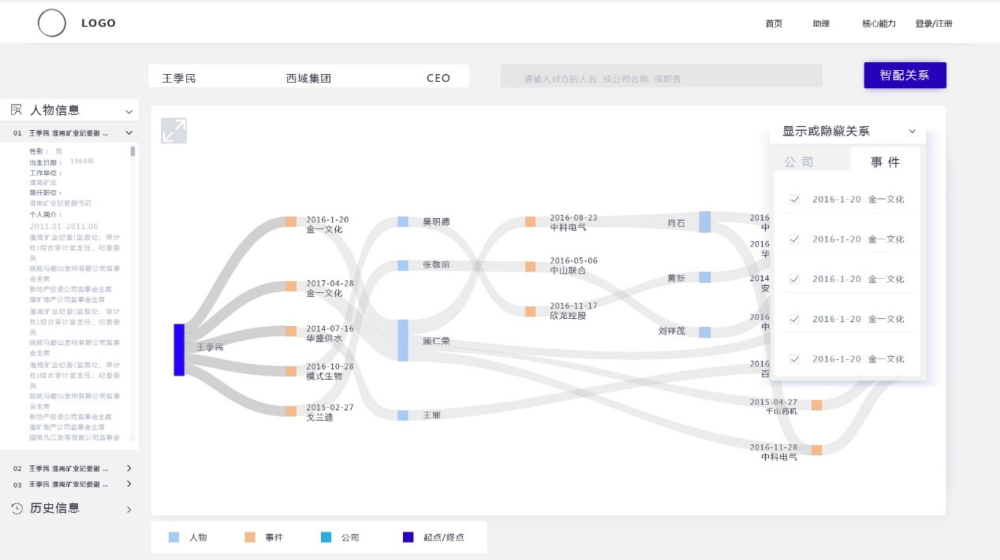 LOGO
首页 助理 核心能力 登录/注册
王季民 西域集团 CEO
请输入对方的人名 或公司名称 或职务
智配关系
人物信息
01 王季民 淮南矿业纪委副 ...
性别： 男
出生日期： 1964年
工作单位：
淮南矿业
现任职位：
淮南矿业纪委副书记
个人简介：
2011.01-2011.06
淮南矿业纪委(监察处、审计
处)综合审计室主任、纪委委
员
皖能马鞍山发电有限公司监事
会主席
新地产投资公司监事会主席
淮矿地产公司监事会主席
淮南矿业纪委(监察处、审计
处)综合审计室主任、纪委委
员
皖能马鞍山发电有限公司监事
会主席
淮南矿业纪委(监察处、审计
处)综合审计室主任、纪委委
员
皖能马鞍山发电有限公司监事
会主席
新地产投资公司监事会主席
淮矿地产公司监事会主席
国电九江发电有限公司监事会
02 王季民 淮南矿业纪委副 ...
03 王季民 淮南矿业纪委副 ...
历史信息
王季民
2016-1-20
金一文化
2017-04-28
金一文化
2014-07-16
华盛供水
2016-10-28
模式生物
2015-02-27
戈兰迪
吴明德
张敬前
顾仁荣
王丽
2016-08-23
中科电气
2016-05-06
中山联合
2016-11-17
欣龙控股
肖石
黄新
刘祥茂
2016
中
2016
华
2014
安
2016
中
2016
百
2015-04-27
千山药机
2016-11-28
中科电气
显示或隐藏关系
公司 事件
2016-1-20 金一文化
2016-1-20 金一文化
2016-1-20 金一文化
2016-1-20 金一文化
2016-1-20 金一文化
人物 事件 公司 起点/终点